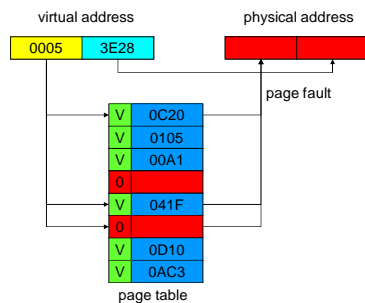 virtual address physical address
0005 3E28
page fault
V 0C20
V 0105
V 00A1
0
V 041F
0
V 0D10
V 0AC3
page table